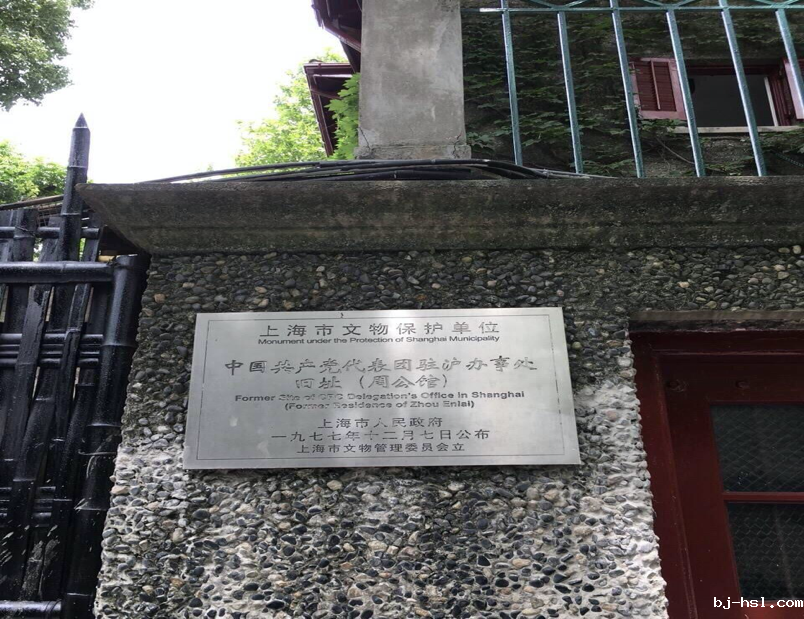 上海市文物保护单位
Monument under the Protection of Shanghai Municipality
中国共产党代表团驻沪办事处
旧址（周公馆）
Former Site of CPC Delegation's Office in Shanghai
(Former Residence of Zhou Enlai)
上海市人民政府
一九七七年十二月七日公布
上海市文物管理委员会立
bj-hsl.com